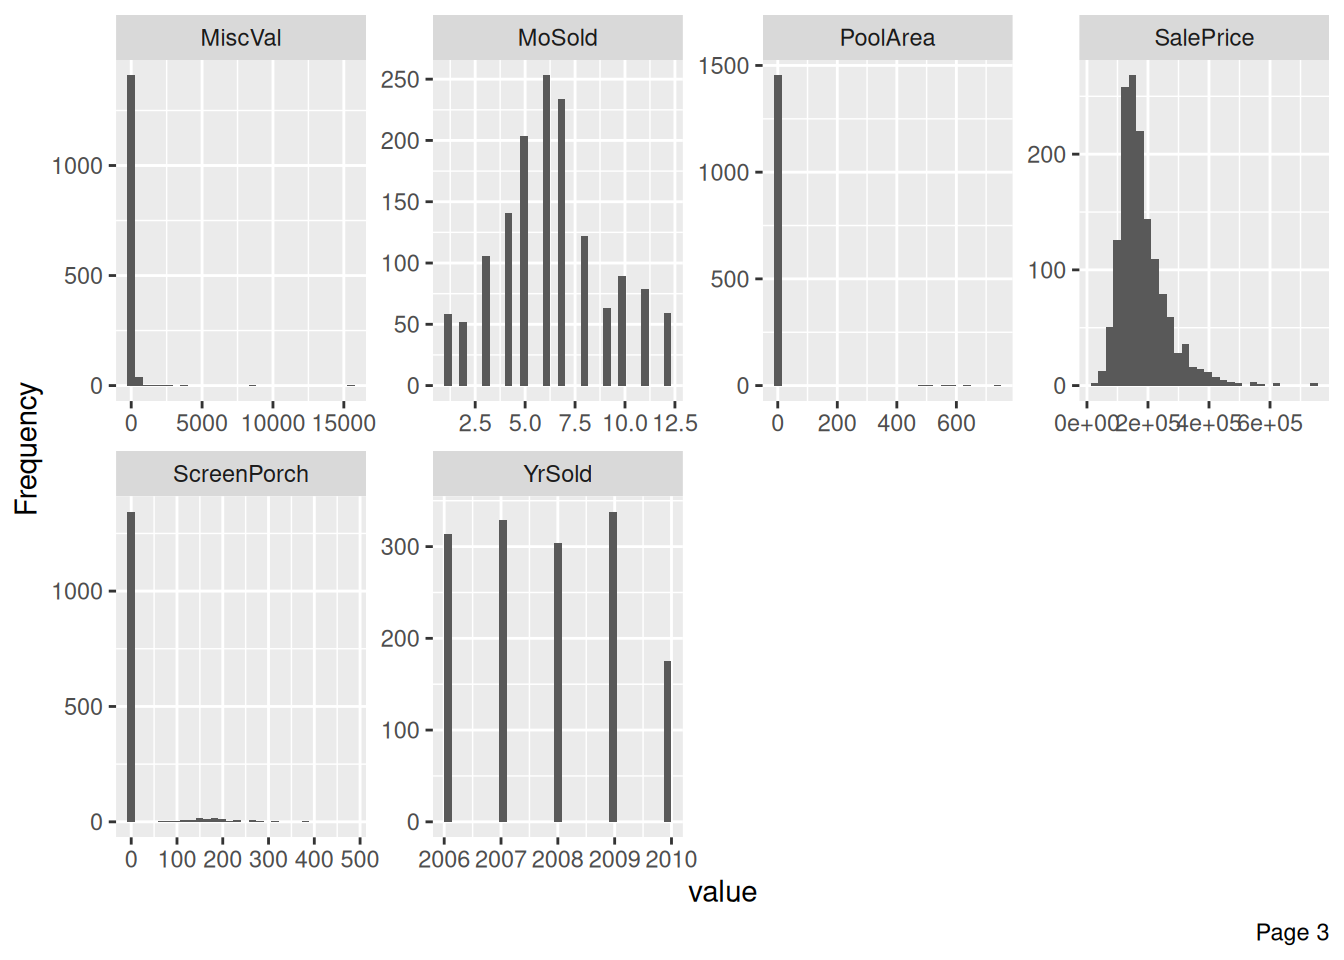 MiscVal
MoSold
PoolArea
SalePrice
1000
500
0
0 5000 10000 15000
250
200
150
100
50
0
2.5 5.0 7.5 10.0 12.5
1500
1000
500
0
0 200 400 600
200
100
0
0e+00 2e+05 4e+05 6e+05
Frequency
ScreenPorch
YrSold
1000
500
0
0 100 200 300 400 500
300
200
100
0
2006 2007 2008 2009 2010
value
Page 3